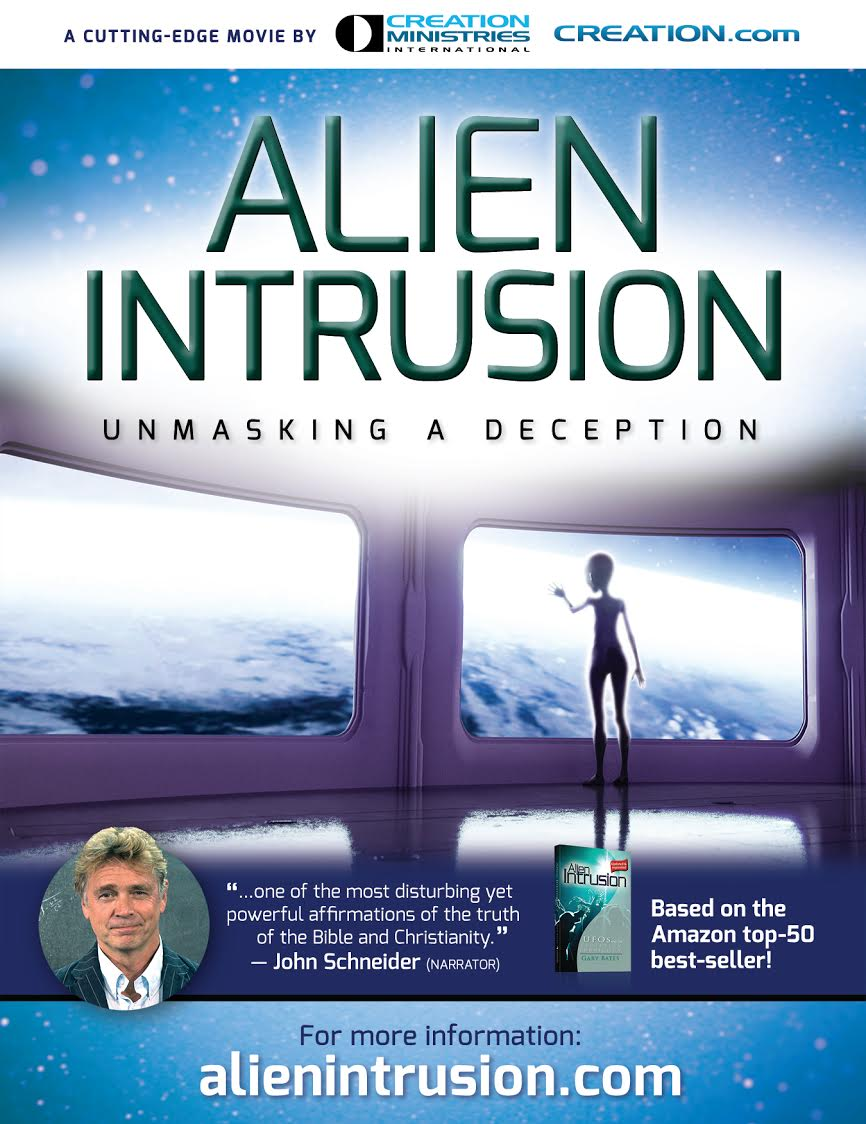 A CUTTING-EDGE MOVIE BY
CREATION
MINISTRIES
INTERNATIONAL
CREATION.com
ALIEN
INTRUSION
UNMASKING A DECEPTION
“...one of the most disturbing yet
powerful affirmations of the truth
of the Bible and Christianity.”
— John Schneider (NARRATOR)
Alien
Intrusion
UFOs
GARY BATES
Based on the
Amazon top-50
best-seller!
For more information:
alienintrusion.com